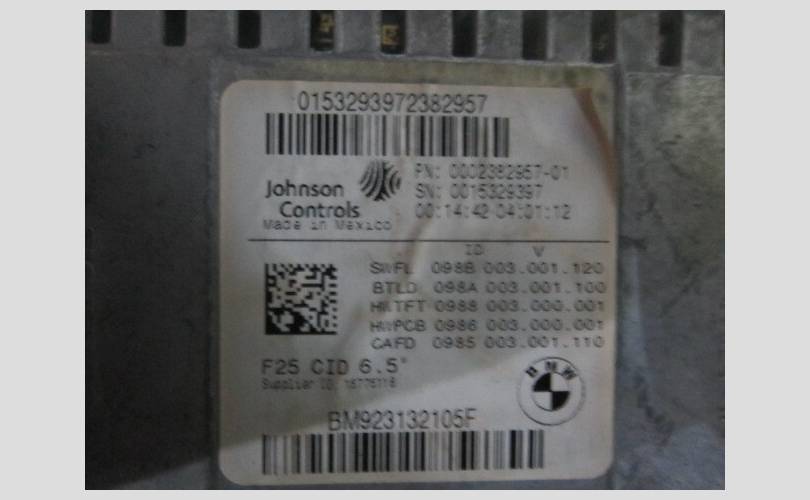 0153293972382957
Johnson Controls
Made in Mexico
PN: 0002382957-01
SN: 0015329397
00:14:42 04:01:12
ID V
SWFL 098B 003.001.120
BTLD 098A 003.001.100
HWTFT 0988 003.000.001
HWPCB 0986 003.000.001
CAFD 0985 003.001.110
F25 CID 6.5"
Supplier ID:
BMW
BM923132105F